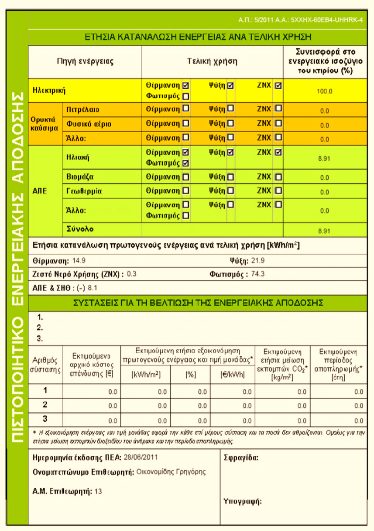 Α.Π. 5/2011 Α.Α.: 5XXHX-60EB4-UHHRK-4
ΕΤΗΣΙΑ ΚΑΤΑΝΑΛΩΣΗ ΕΝΕΡΓΕΙΑΣ ΑΝΑ ΤΕΛΙΚΗ ΧΡΗΣΗ
Πηγή ενέργειας Τελική χρήση Συνεισφορά στο ενεργειακό ισοζύγιο του κτιρίου (%)
Ηλεκτρική Θέρμανση Ψύξη ΖΝΧ 100.0
Φωτισμός
Ορυκτά καύσιμα
Πετρέλαιο Θέρμανση Ψύξη ΖΝΧ 0.0
Φυσικό αέριο Θέρμανση Ψύξη ΖΝΧ 0.0
Άλλα: Θέρμανση Ψύξη ΖΝΧ 0.0
ΑΠΕ
Ηλιακή Θέρμανση Ψύξη ΖΝΧ 8.91
Φωτισμός
Βιομάζα Θέρμανση Ψύξη ΖΝΧ 0.0
Γεωθερμία Θέρμανση Ψύξη ΖΝΧ 0.0
Άλλα: Θέρμανση Ψύξη ΖΝΧ 0.0
Φωτισμός
Σύνολο 8.91
Ετήσια κατανάλωση πρωτογενούς ενέργειας ανά τελική χρήση [kWh/m²]
Θέρμανση: 14.9 Ψύξη: 21.9
Ζεστό Νερό Χρήσης (ΖΝΧ) : 0.3 Φωτισμός : 74.3
ΑΠΕ & ΣΗΘ : (-) 8.1
ΣΥΣΤΑΣΕΙΣ ΓΙΑ ΤΗ ΒΕΛΤΙΩΣΗ ΤΗΣ ΕΝΕΡΓΕΙΑΚΗΣ ΑΠΟΔΟΣΗΣ
1.
2.
3.
Αριθμός σύστασης
Εκτιμώμενο αρχικό κόστος επένδυσης [€]
Εκτιμώμενη ετήσια εξοικονόμηση πρωτογενούς ενέργειας και τιμή μονάδας*
[kWh/m²] [%] [€/kWh]
Εκτιμώμενη ετήσια μείωση εκπομπών CO₂* [kg/m²]
Εκτιμώμενη περίοδος αποπληρωμής* [έτη]
1 0.0 0.0 0.0 0.0 0.0 0.0
2 0.0 0.0 0.0 0.0 0.0 0.0
3 0.0 0.0 0.0 0.0 0.0 0.0
* Η εξοικονόμηση ενέργειας και τιμή μονάδας αφορά την κάθε επί μέρους σύσταση και τα ποσά δεν αθροίζονται. Ομοίως για την
ετήσια μείωση εκπομπών διοξειδίου του άνθρακα και την περίοδο αποπληρωμής.
Ημερομηνία έκδοσης ΠΕΑ: 28/06/2011 Σφραγίδα:
Ονοματεπώνυμο Επιθεωρητή: Οικονομίδης Γρηγόρης
Α.Μ. Επιθεωρητή: 13
Υπογραφή:
ΠΙΣΤΟΠΟΙΗΤΙΚΟ ΕΝΕΡΓΕΙΑΚΗΣ ΑΠΟΔΟΣΗΣ